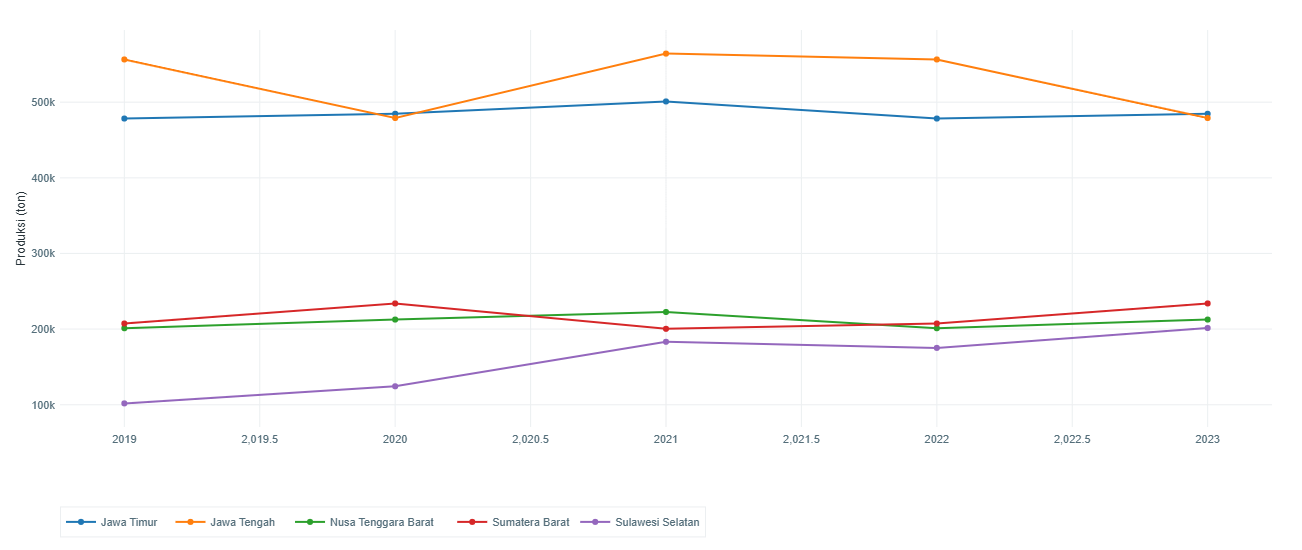 500k
400k
300k
200k
100k
Produksi (ton)
2019 2,019.5 2020 2,020.5 2021 2,021.5 2022 2,022.5 2023
Jawa Timur Jawa Tengah Nusa Tenggara Barat Sumatera Barat Sulawesi Selatan